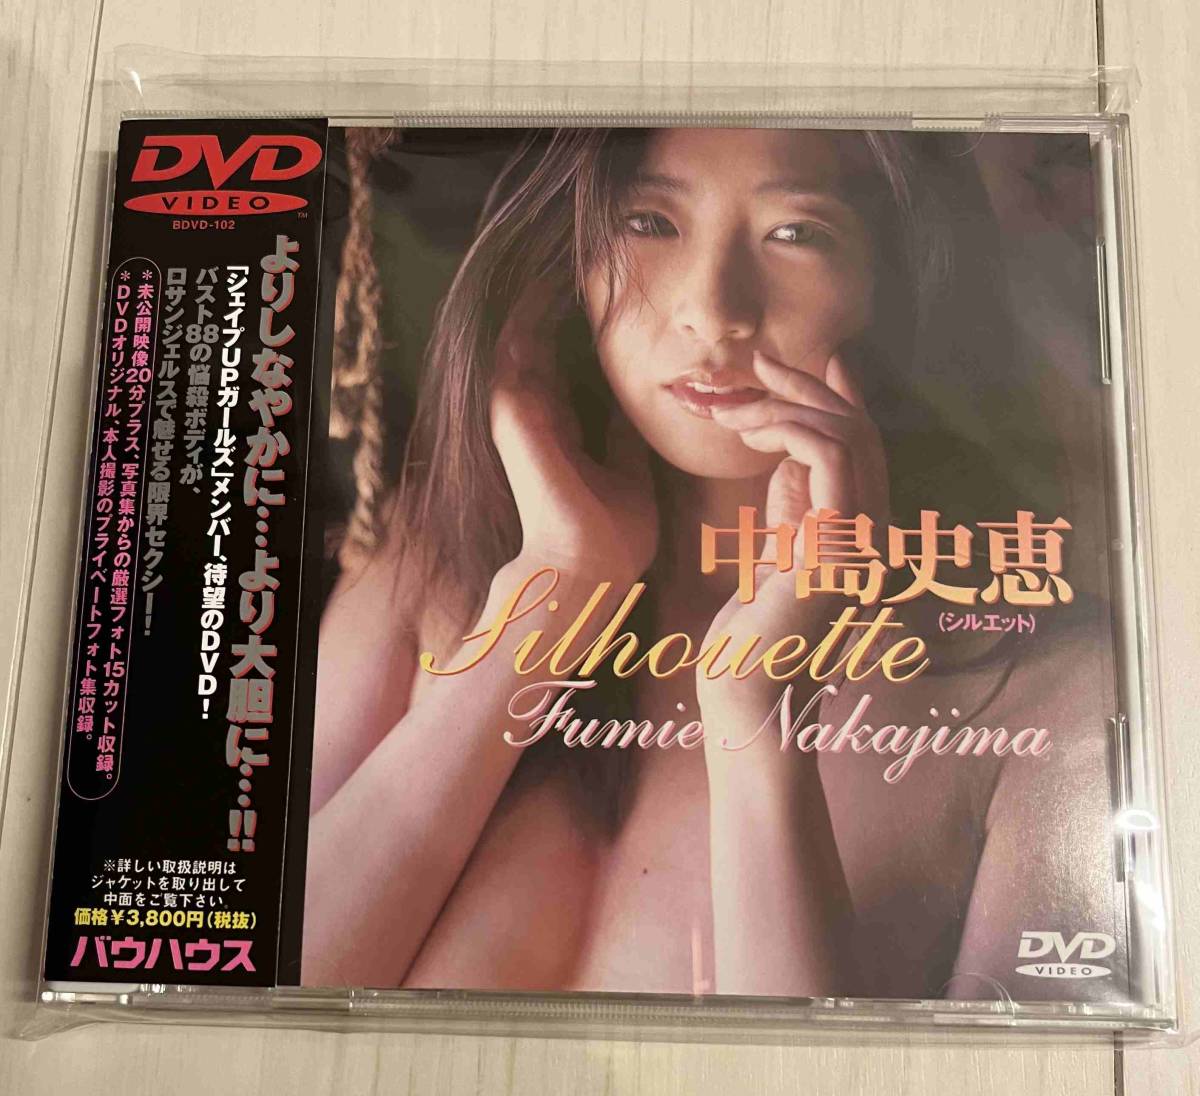 DVD
VIDEO
TM
BDVD-102
よりしなやかに…より大胆に…!!
「シェイプUPガールズ」メンバー、待望のDVD!
バスト88の悩殺ボディが、
ロサンジェルスで魅せる限界セクシー!
＊未公開映像20分プラス、写真集からの厳選フォト15カット収録。
＊DVDオリジナル、本人撮影のプライベートフォト集収録。
※詳しい取扱説明は
ジャケットを取り出して
中面をご覧下さい。
価格￥3,800円(税抜)
バウハウス
中島史恵
Silhouette
(シルエット)
Fumie Nakajima
DVD
VIDEO